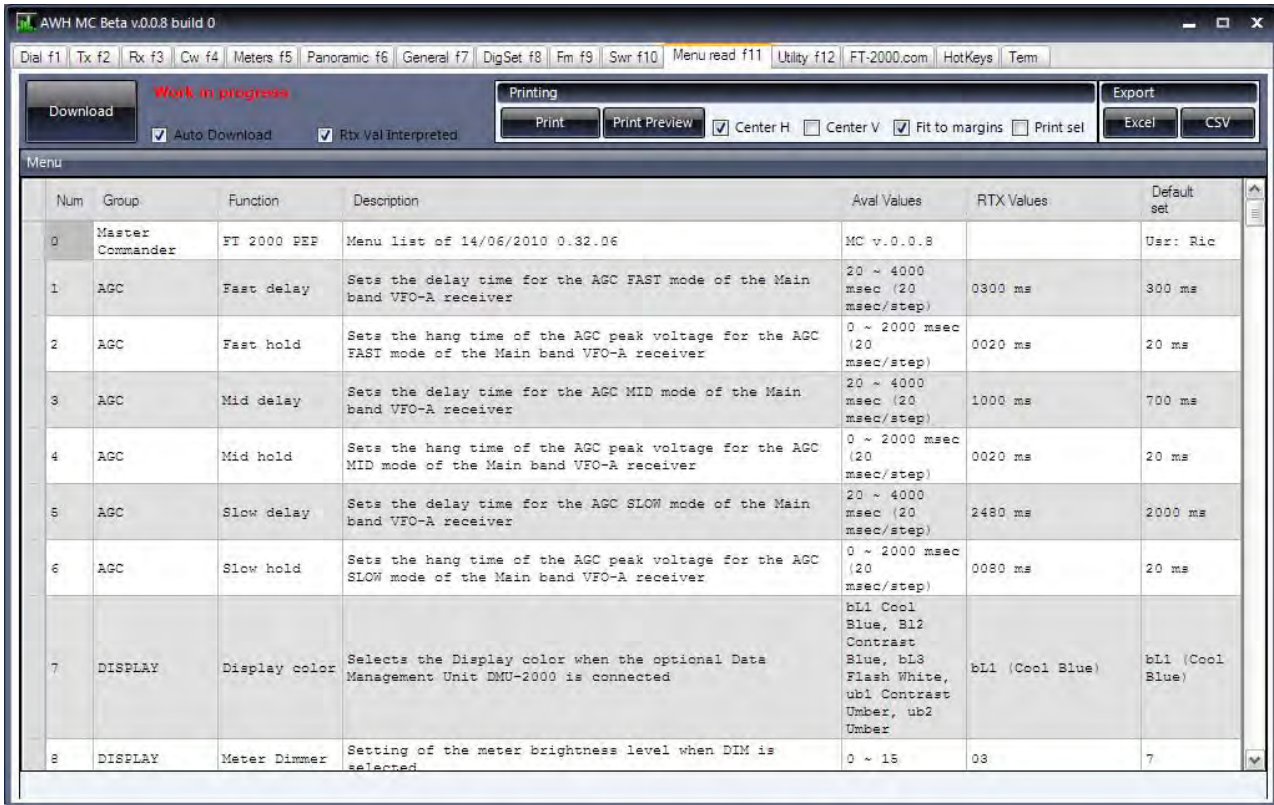 AWH MC Beta v.0.0.8 build 0
Dial f1 Tx f2 Rx f3 Cw f4 Meters f5 Panoramic f6 General f7 DigSet f8 Fm f9 Swr f10 Menu read f11 Utility f12 FT-2000.com HotKeys Term
Download
Work in progress
Auto Download
Rtx Val Interpreted
Printing
Print Print Preview Center H Center V Fit to margins Print sel
Export
Excel CSV
Menu
Num Group Function Description Aval Values RTX Values Default
set
0
Master
Commander
FT 2000 PEP
Menu list of 14/06/2010 0.32.06
MC v.0.0.8
Usr: Ric
1
AGC
Fast delay
Sets the delay time for the AGC FAST mode of the Main
band VFO-A receiver
20 ~ 4000
msec (20
msec/step)
0300 ms
300 ms
2
AGC
Fast hold
Sets the hang time of the AGC peak voltage for the AGC
FAST mode of the Main band VFO-A receiver
0 ~ 2000 msec
(20
msec/step)
0020 ms
20 ms
3
AGC
Mid delay
Sets the delay time for the AGC MID mode of the Main
band VFO-A receiver
20 ~ 4000
msec (20
msec/step)
1000 ms
700 ms
4
AGC
Mid hold
Sets the hang time of the AGC peak voltage for the AGC
MID mode of the Main band VFO-A receiver
0 ~ 2000 msec
(20
msec/step)
0020 ms
20 ms
5
AGC
Slow delay
Sets the delay time for the AGC SLOW mode of the Main
band VFO-A receiver
20 ~ 4000
msec (20
msec/step)
2480 ms
2000 ms
6
AGC
Slow hold
Sets the hang time of the AGC peak voltage for the AGC
SLOW mode of the Main band VFO-A receiver
0 ~ 2000 msec
(20
msec/step)
0080 ms
20 ms
7
DISPLAY
Display color
Selects the Display color when the optional Data
Management Unit DMU-2000 is connected
bL1 Cool
Blue, Bl2
Contrast
Blue, bL3
Flash White,
ub1 Contrast
Umber, ub2
Umber
bL1 (Cool Blue)
bL1 (Cool
Blue)
8
DISPLAY
Meter Dimmer
Setting of the meter brightness level when DIM is
selected
0 ~ 15
03
7